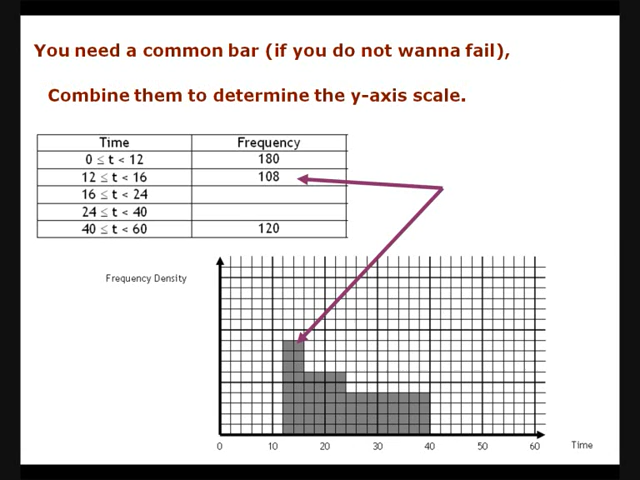 You need a common bar (if you do not wanna fail),
Combine them to determine the y-axis scale.
Time Frequency
0 ≤ t < 12 180
12 ≤ t < 16 108
16 ≤ t < 24
24 ≤ t < 40
40 ≤ t < 60 120
Frequency Density
0 10 20 30 40 50 60 Time